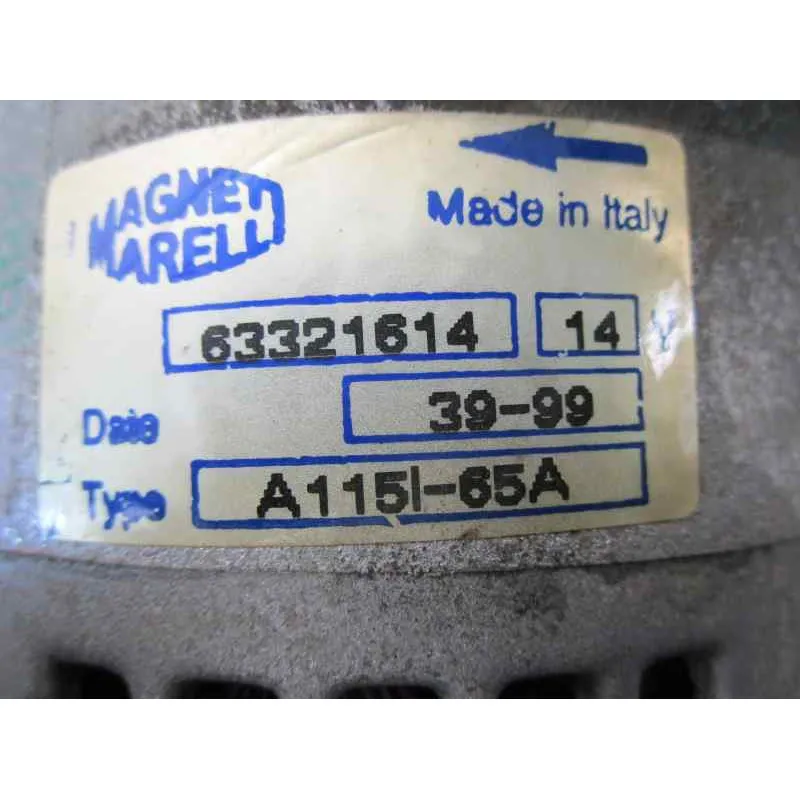 MAGNETI
MARELLI
Made in Italy
63321614 14 V
Date 39-99
Type A115I-65A